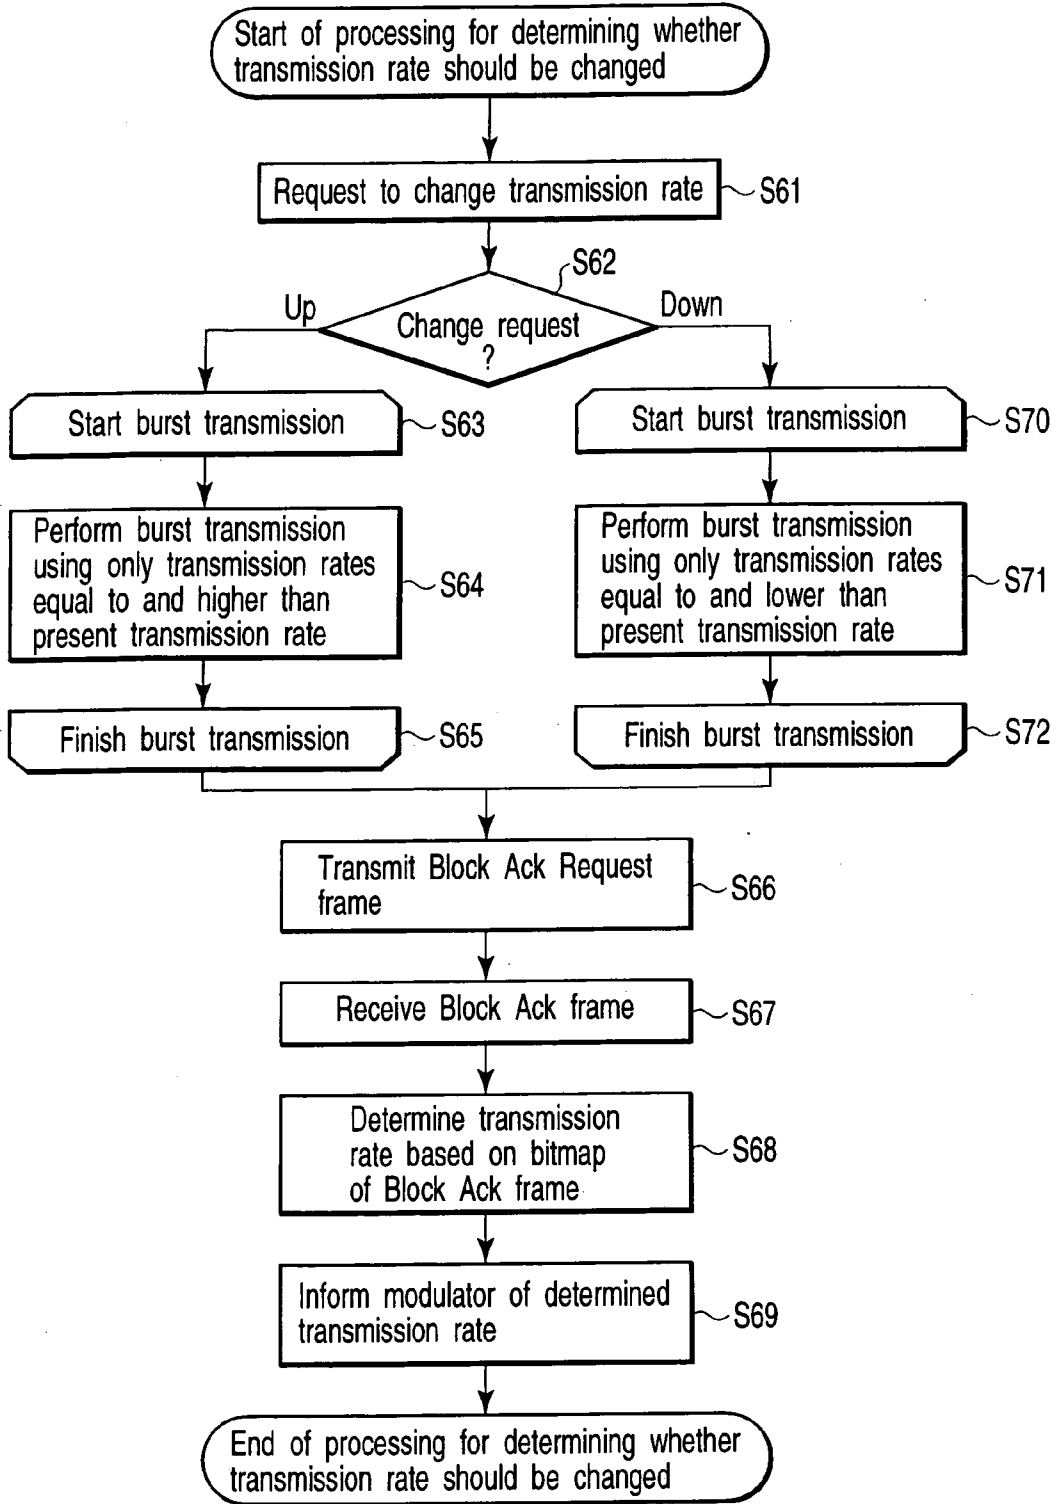 Start of processing for determining whether
transmission rate should be changed
Request to change transmission rate
S61
S62
Up
Down
Change request
?
Start burst transmission
S63
Start burst transmission
S70
Perform burst transmission
using only transmission rates
equal to and higher than
present transmission rate
S64
Perform burst transmission
using only transmission rates
equal to and lower than
present transmission rate
S71
Finish burst transmission
S65
Finish burst transmission
S72
Transmit Block Ack Request
frame
S66
Receive Block Ack frame
S67
Determine transmission
rate based on bitmap
of Block Ack frame
S68
Inform modulator of determined
transmission rate
S69
End of processing for determining whether
transmission rate should be changed